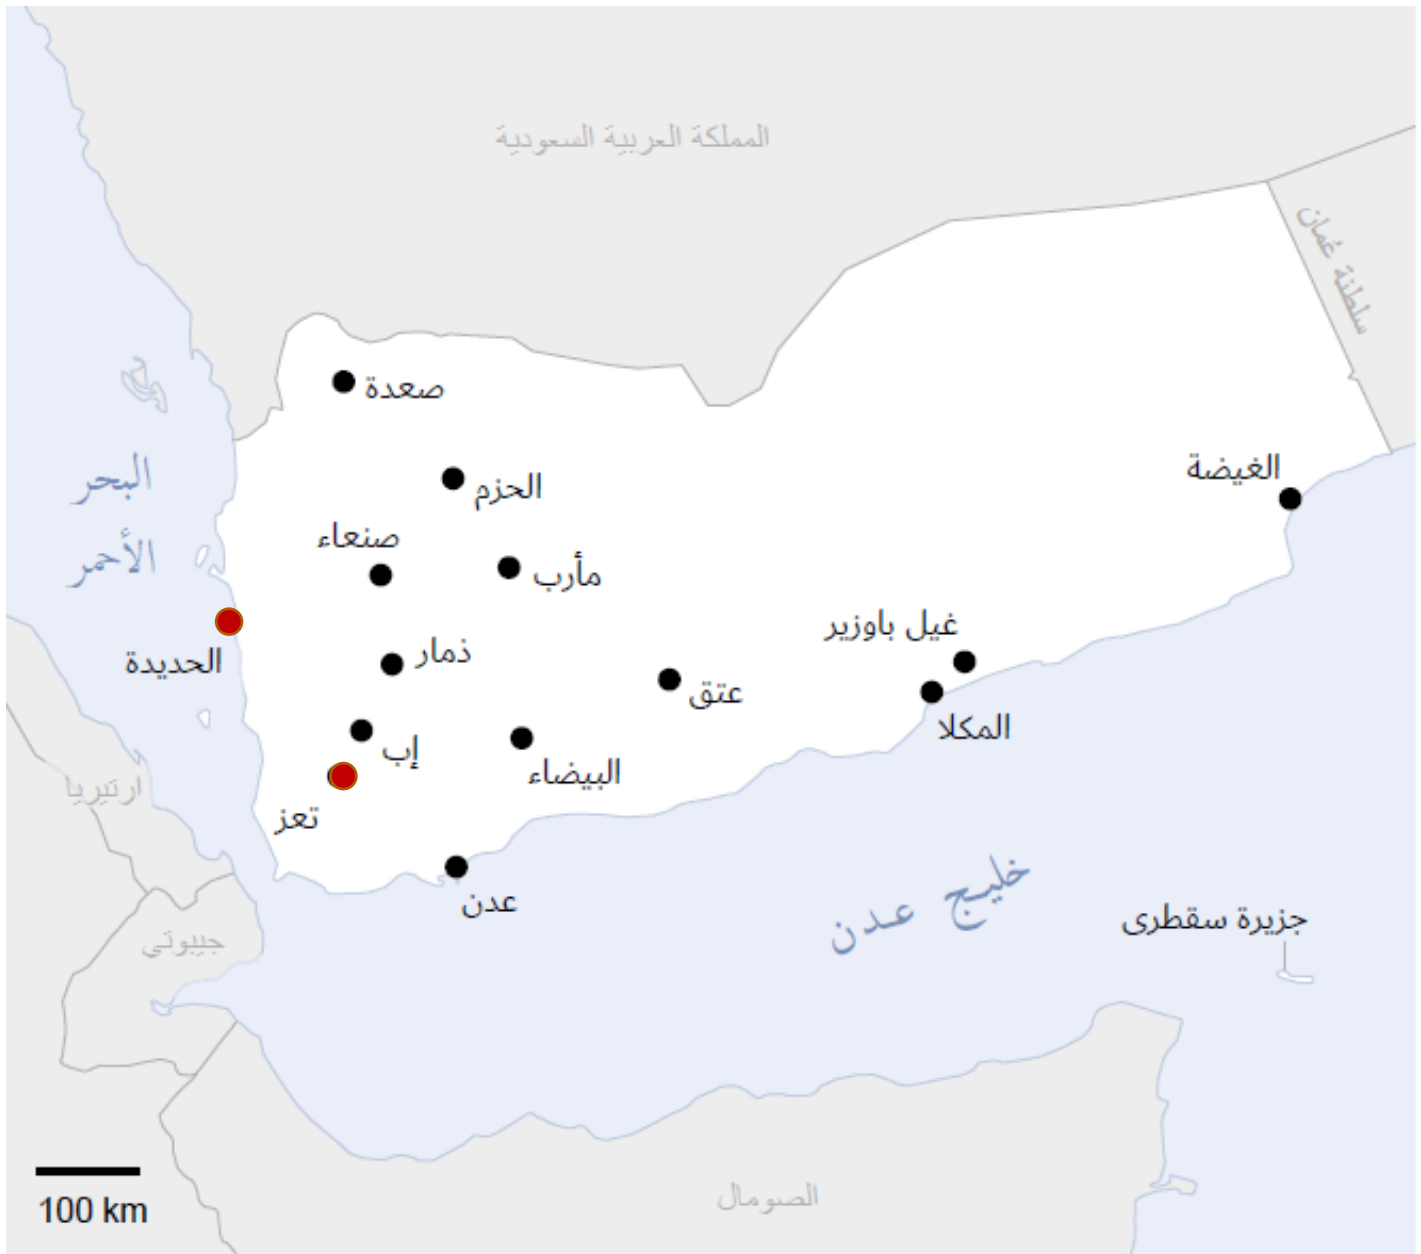 المملكة العربية السعودية
سلطنة عُمان
صعدة
البحر
الأحمر
الغيضة
الحزم
صنعاء
مأرب
غيل باوزير
الحديدة
ذمار
عتق
المكلا
إب
البيضاء
ارتيريا
تعز
عدن
خليج عدن
جزيرة سقطرى
جيبوتي
الصومال
100 km